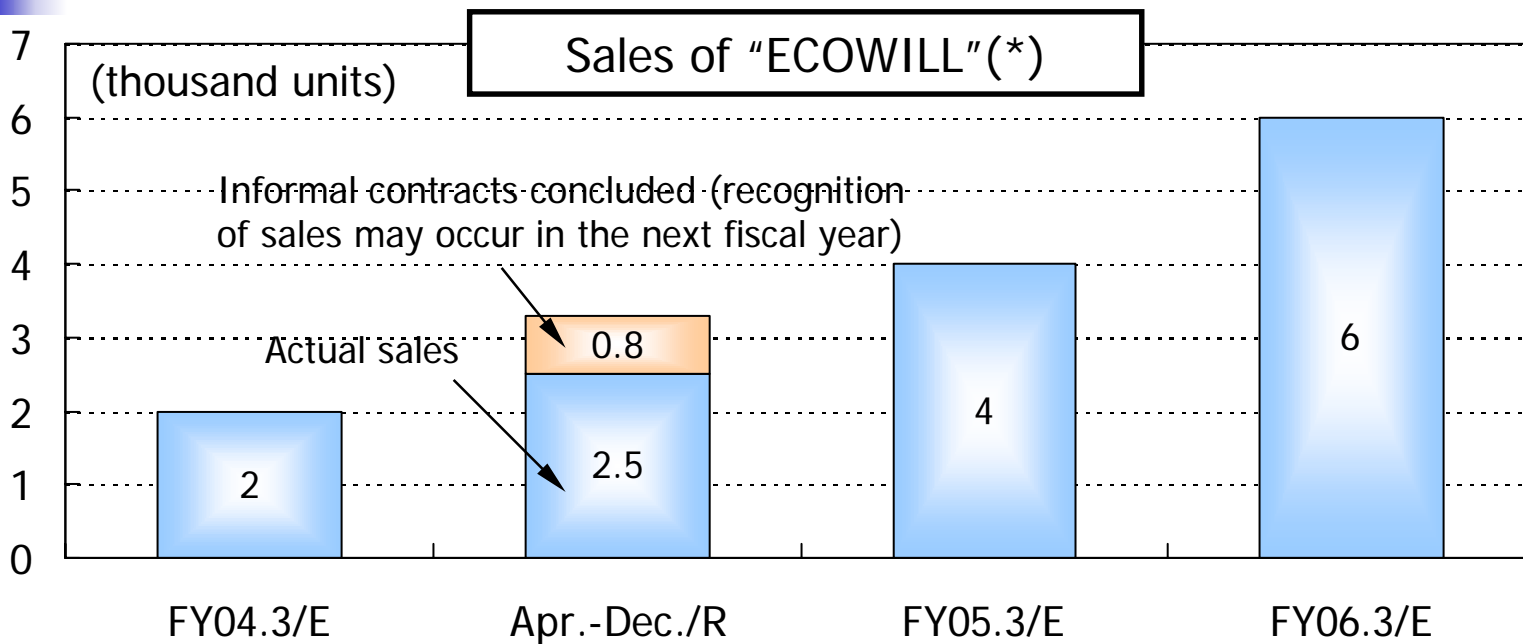 Sales of "ECOWILL"(*)
(thousand units)
7
6
5
4
3
2
1
0
Informal contracts concluded (recognition
of sales may occur in the next fiscal year)
Actual sales
2
0.8
2.5
4
6
FY04.3/E
Apr.-Dec./R
FY05.3/E
FY06.3/E